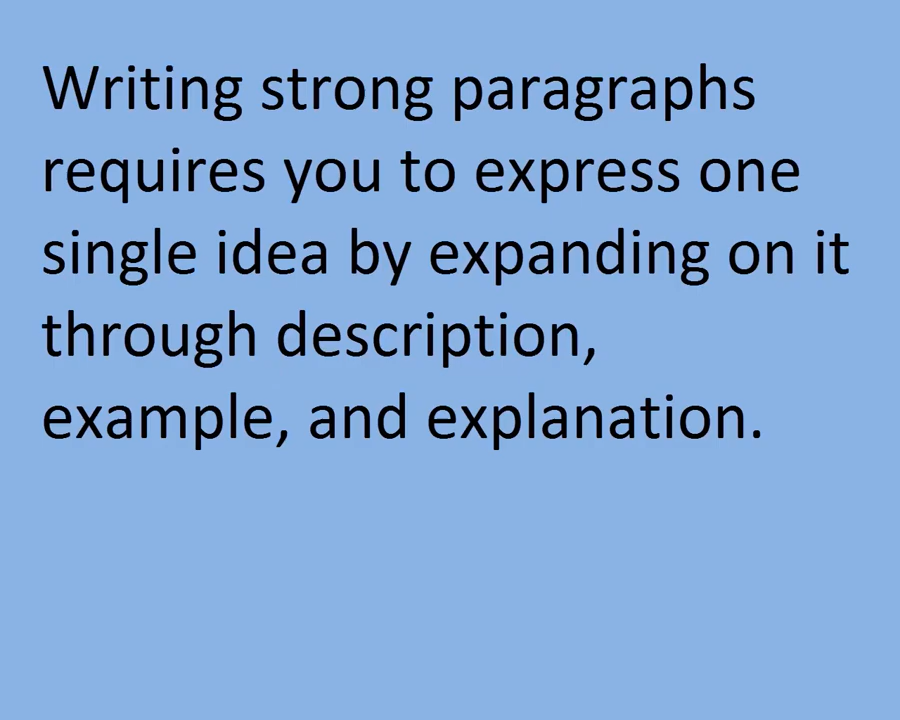 Writing strong paragraphs
requires you to express one
single idea by expanding on it
through description,
example, and explanation.